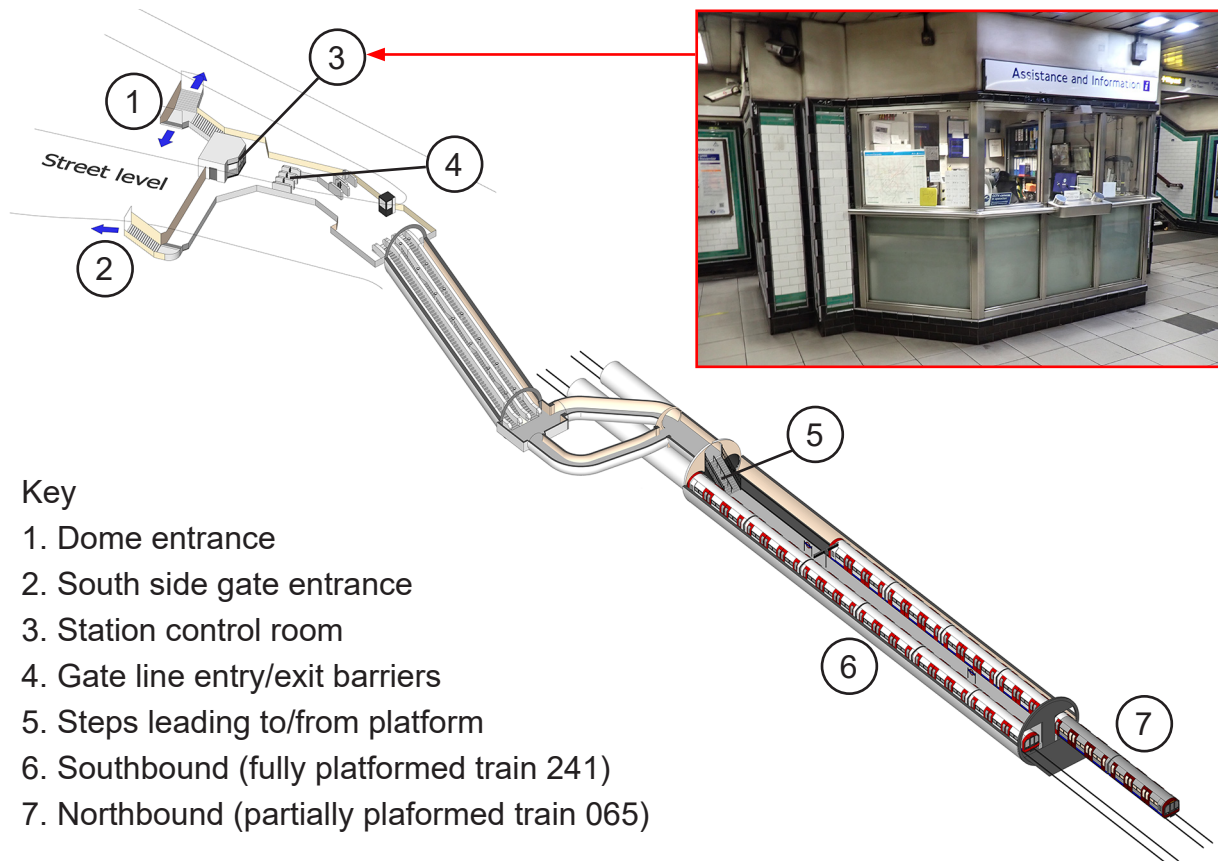 3
Assistance and Information i
1
4
Street level
2
5
Key
1. Dome entrance
2. South side gate entrance
3. Station control room
4. Gate line entry/exit barriers
5. Steps leading to/from platform
6. Southbound (fully platformed train 241)
7. Northbound (partially plaformed train 065)
6
7